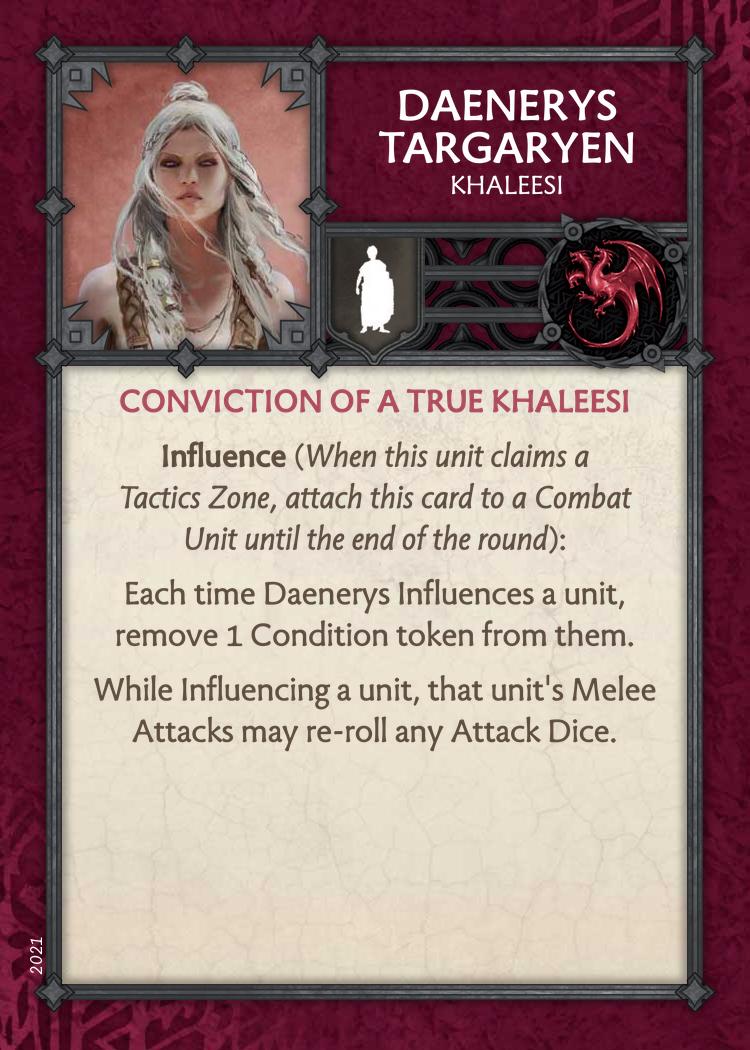 DAENERYS
TARGARYEN
KHALEESI
CONVICTION OF A TRUE KHALEESI
Influence (When this unit claims a
Tactics Zone, attach this card to a Combat
Unit until the end of the round):
Each time Daenerys Influences a unit,
remove 1 Condition token from them.
While Influencing a unit, that unit's Melee
Attacks may re-roll any Attack Dice.
2021